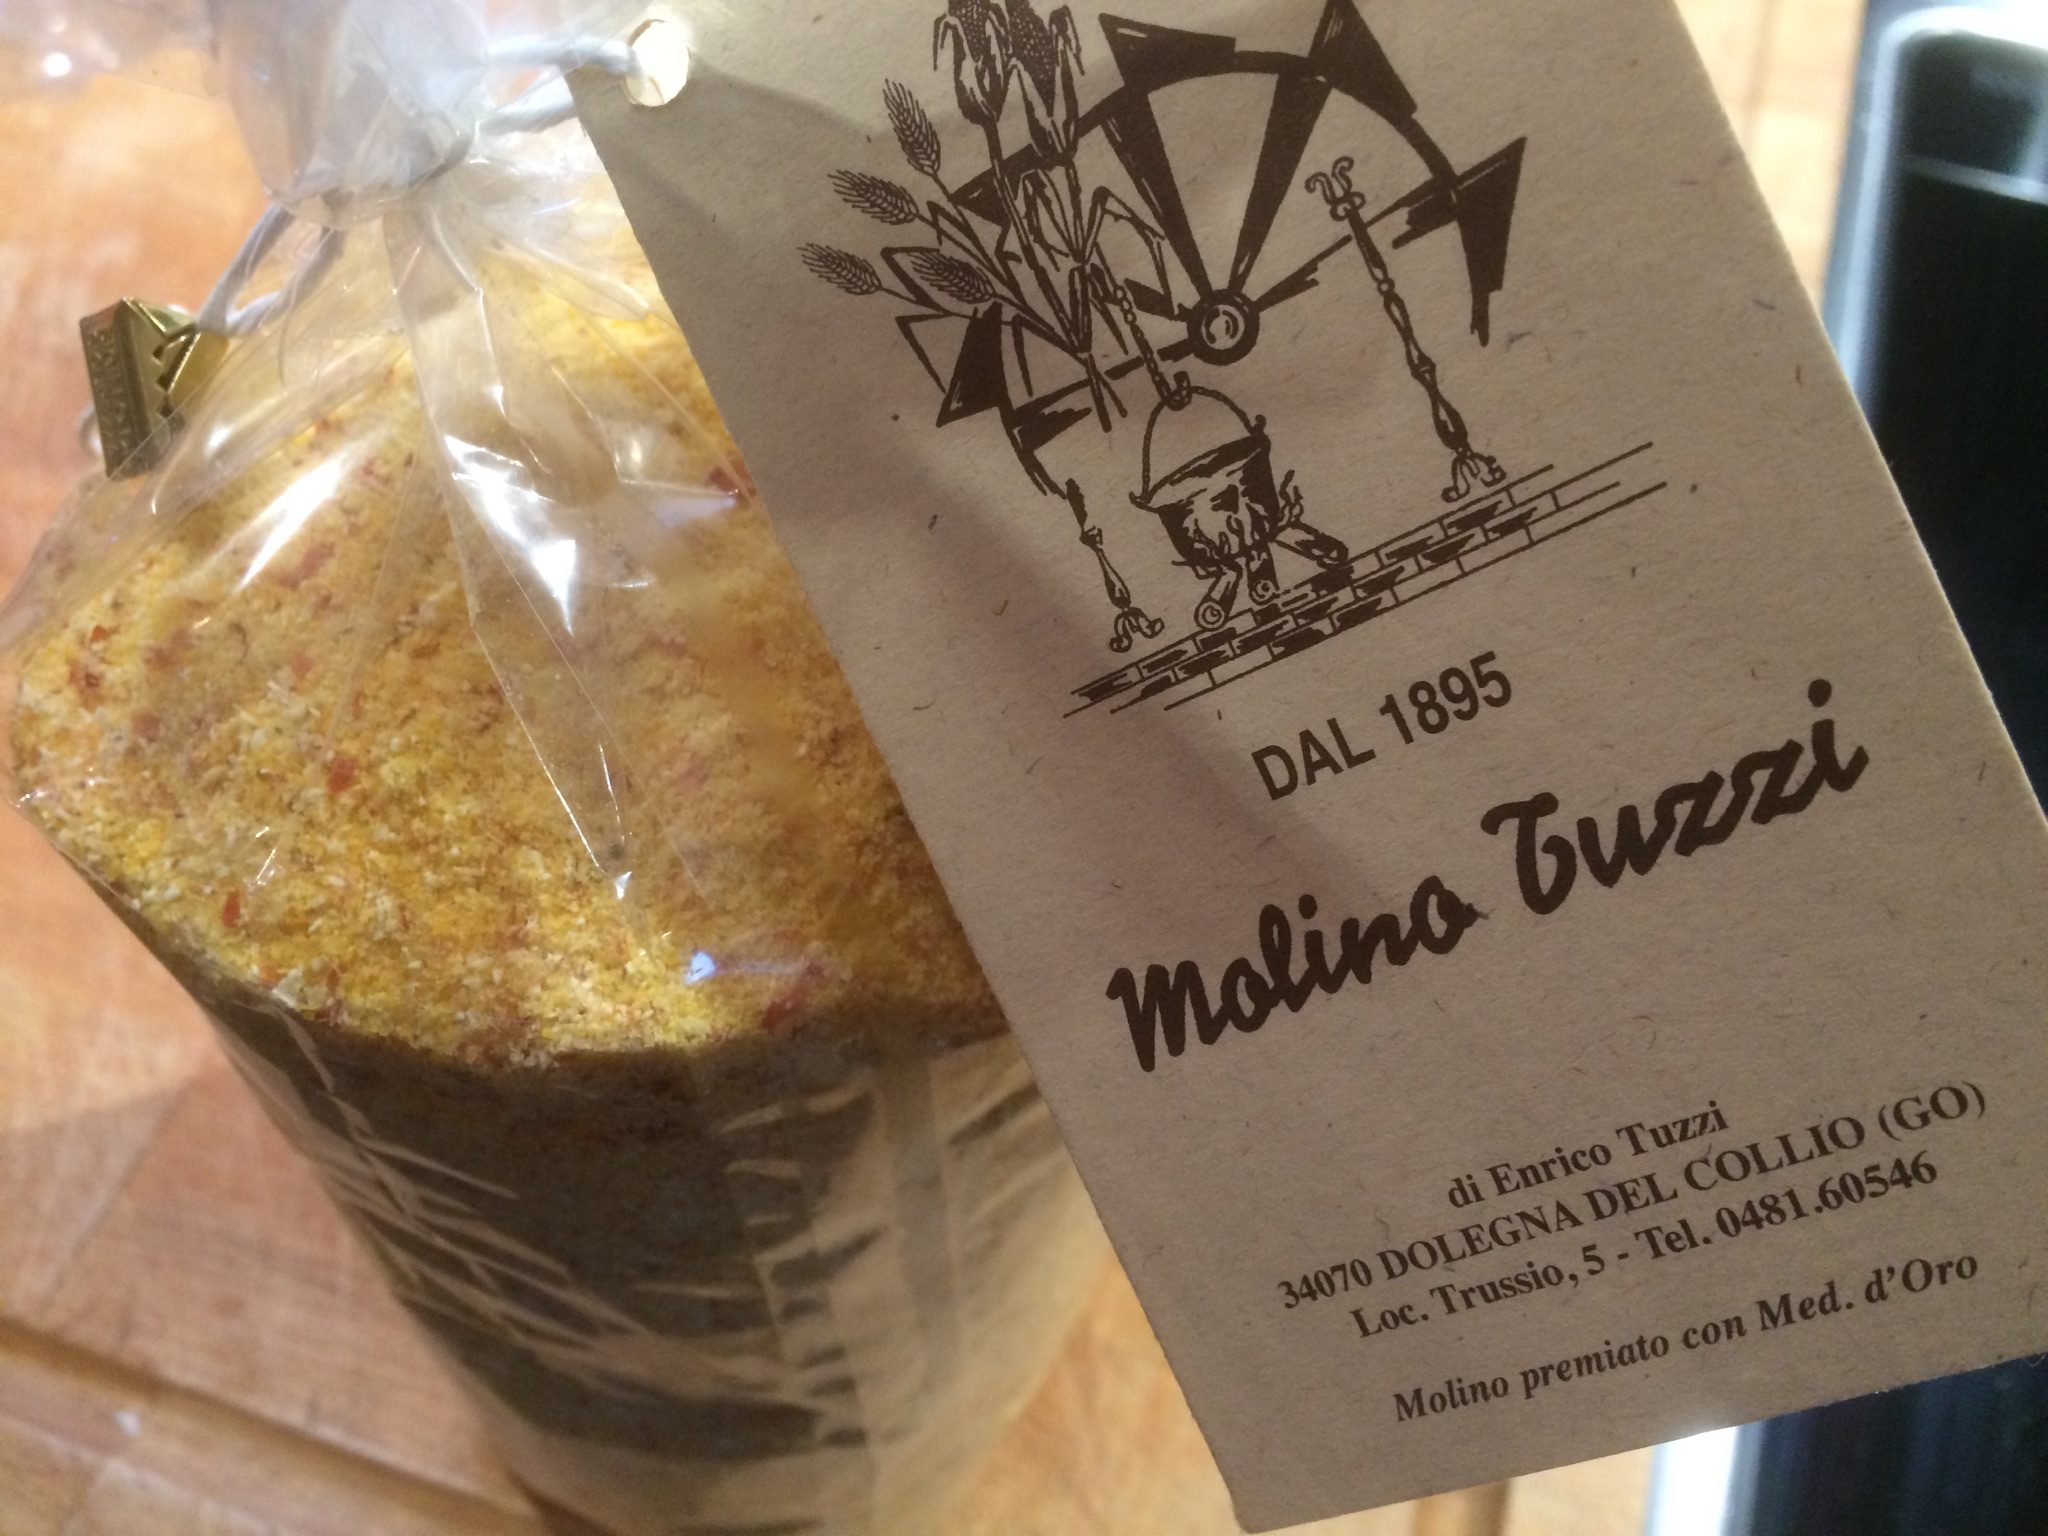 DAL 1895
Molino Tuzzi
di Enrico Tuzzi
34070 DOLEGNA DEL COLLIO (GO)
Loc. Trussio, 5 - Tel. 0481.60546
Molino premiato con Med. d'Oro